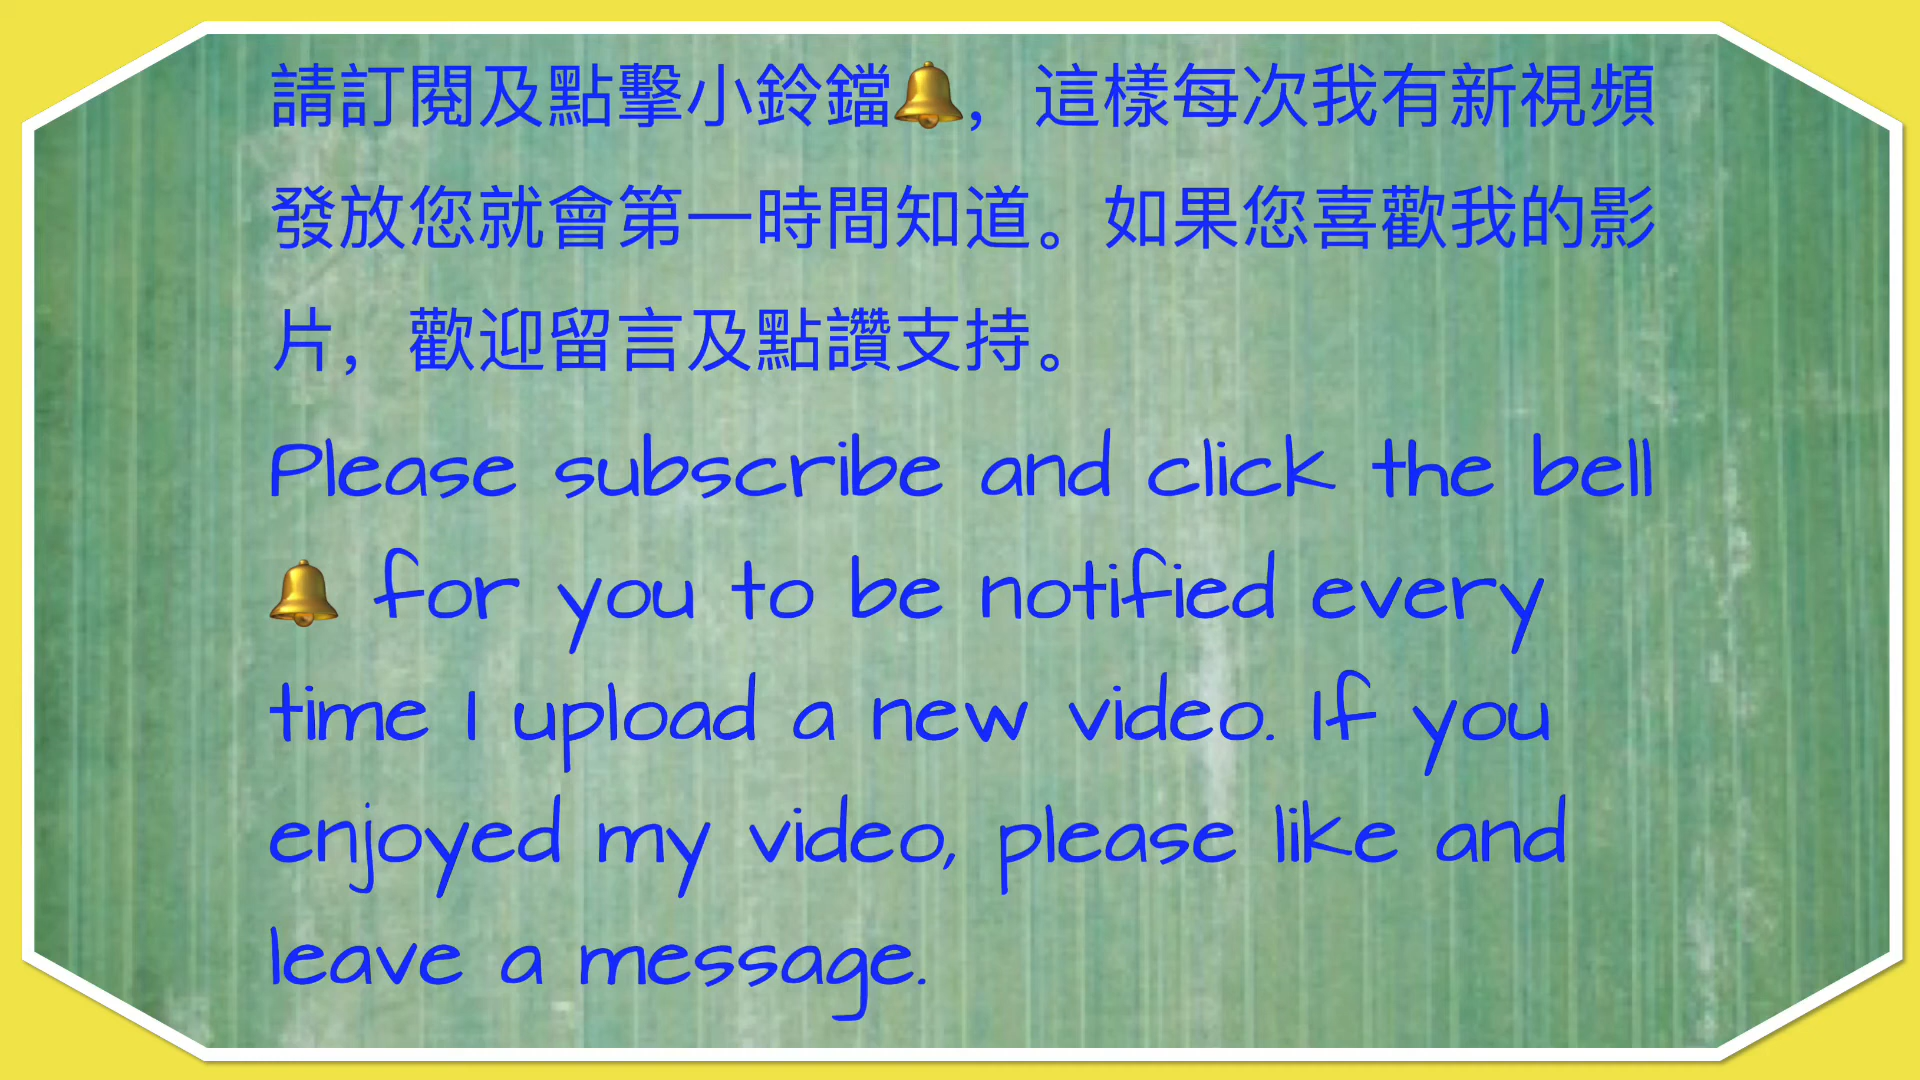 請訂閱及點擊小鈴鐺🔔，這樣每次我有新視頻
發放您就會第一時間知道。如果您喜歡我的影
片，歡迎留言及點讚支持。
Please subscribe and click the bell
🔔 for you to be notified every
time I upload a new video. If you
enjoyed my video, please like and
leave a message.